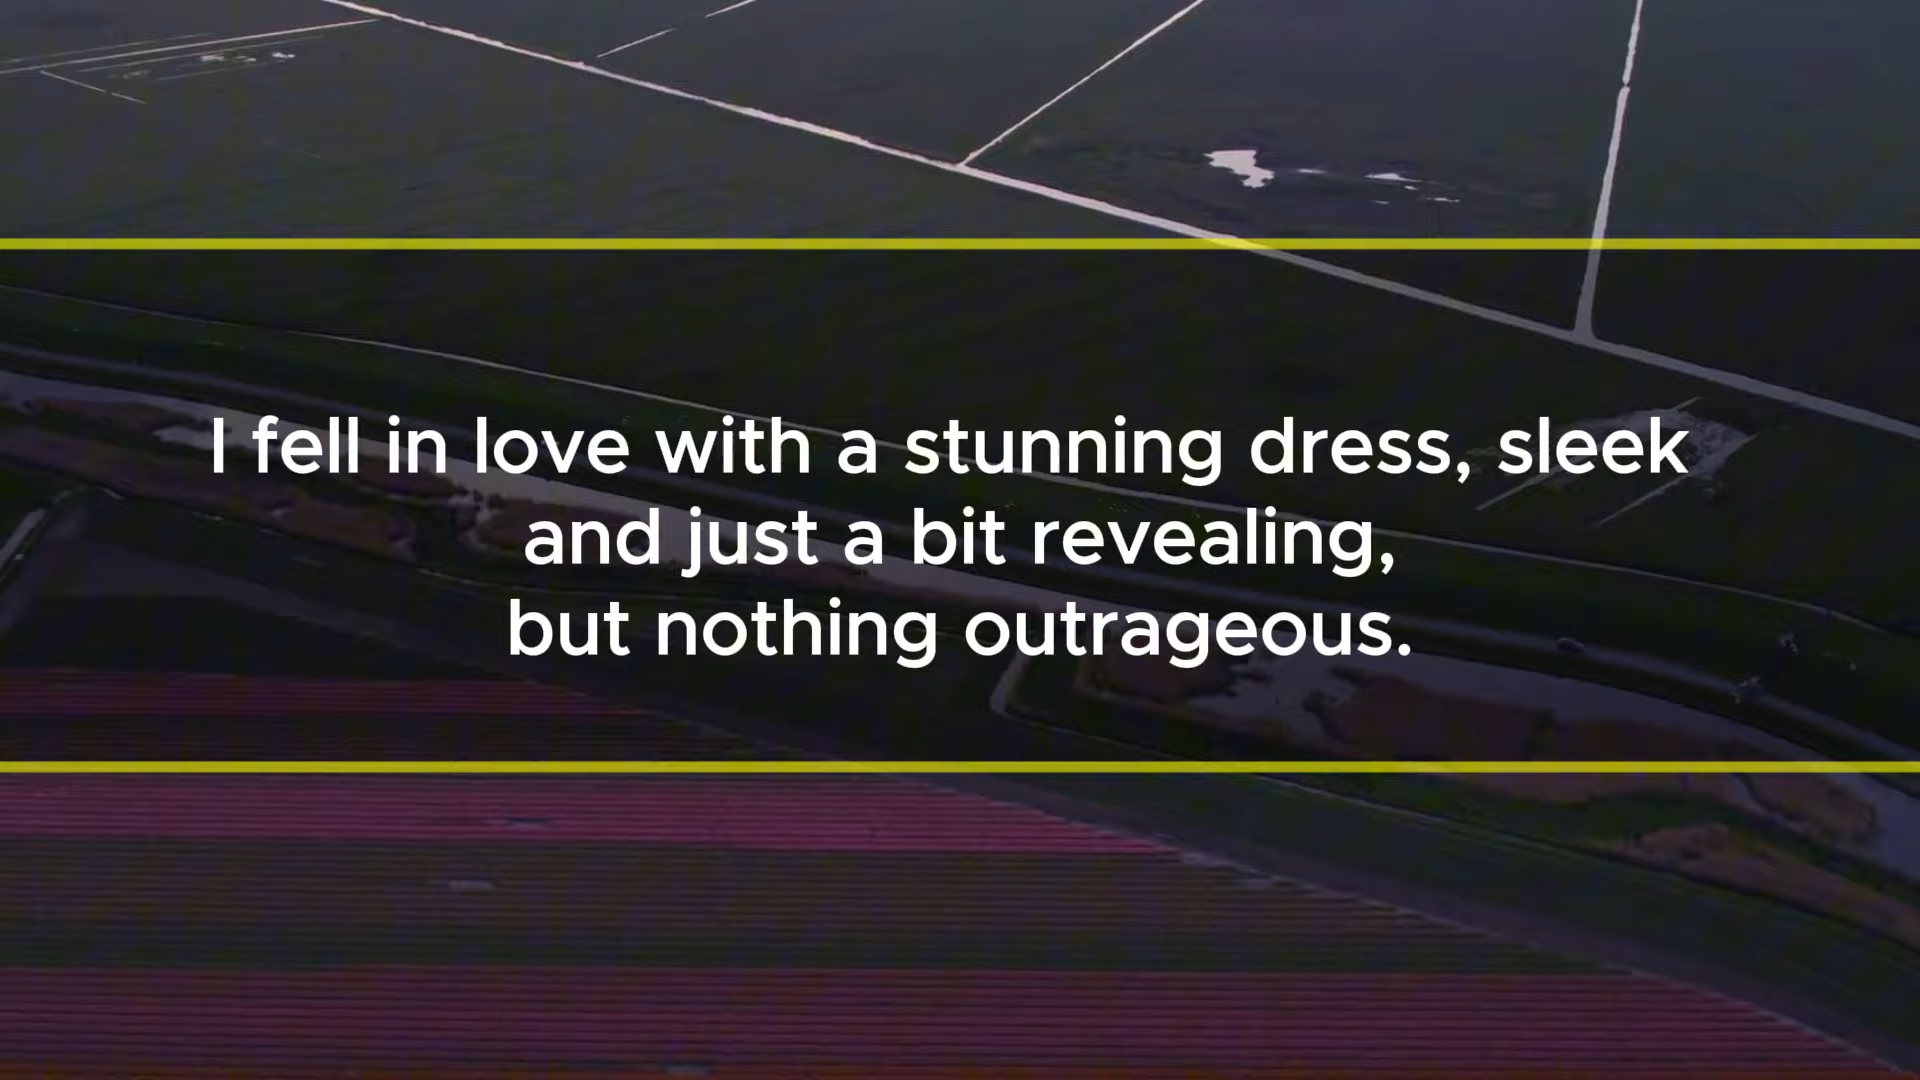 I fell in love with a stunning dress, sleek
and just a bit revealing,
but nothing outrageous.